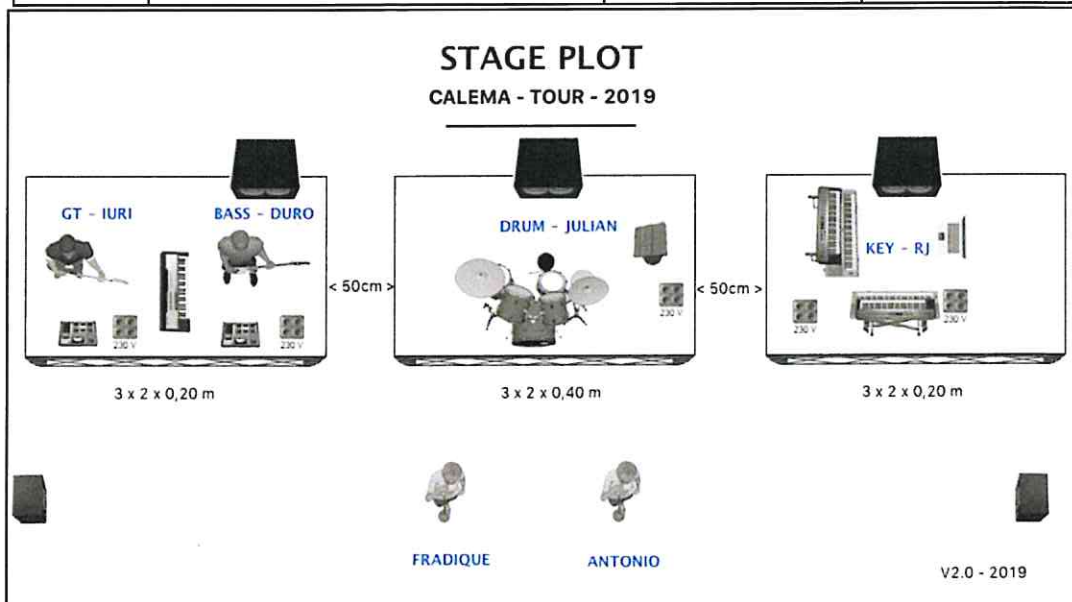 STAGE PLOT
CALEMA - TOUR - 2019
GT - IURI
BASS - DURO
DRUM - JULIAN
KEY - RJ
< 50cm >
< 50cm >
230 V
230 V
230 V
230 V
230 V
3 x 2 x 0,20 m
3 x 2 x 0,40 m
3 x 2 x 0,20 m
FRADIQUE
ANTONIO
V2.0 - 2019